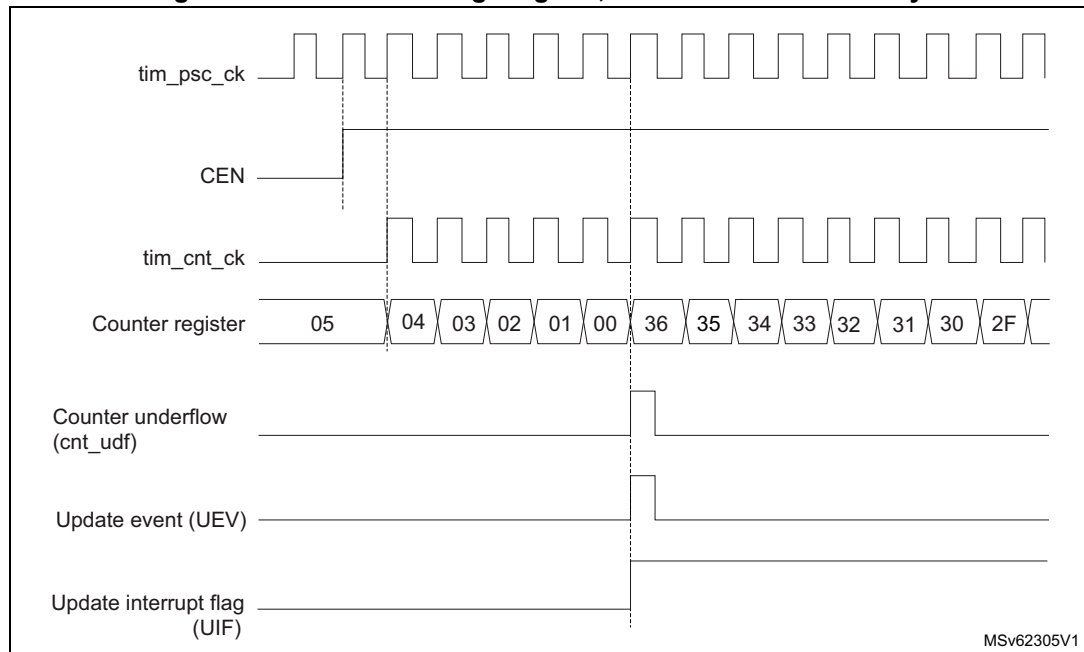 tim_psc_ck
CEN
tim_cnt_ck
Counter register 05 04 03 02 01 00 36 35 34 33 32 31 30 2F
Counter underflow
(cnt_udf)
Update event (UEV)
Update interrupt flag
(UIF)
MSv62305V1